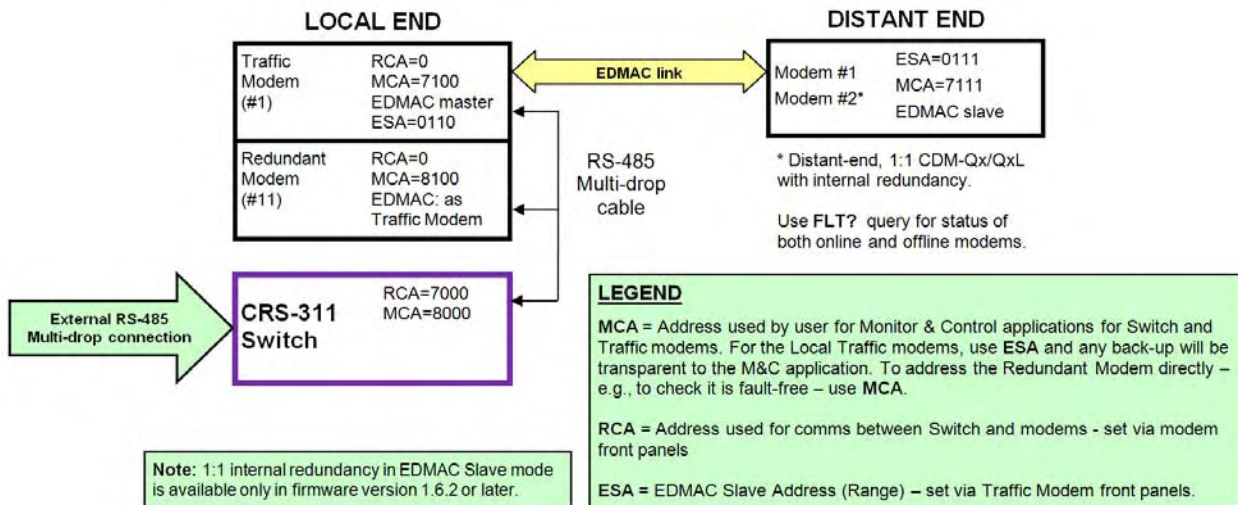 LOCAL END
Traffic
Modem
(#1)
RCA=0
MCA=7100
EDMAC master
ESA=0110
Redundant
Modem
(#11)
RCA=0
MCA=8100
EDMAC: as
Traffic Modem
EDMAC link
DISTANT END
Modem #1
Modem #2*
ESA=0111
MCA=7111
EDMAC slave
RS-485
Multi-drop
cable
* Distant-end, 1:1 CDM-Qx/QxL
with internal redundancy.
Use FLT? query for status of
both online and offline modems.
External RS-485
Multi-drop connection
CRS-311
Switch
RCA=7000
MCA=8000
LEGEND
MCA = Address used by user for Monitor & Control applications for Switch and
Traffic modems. For the Local Traffic modems, use ESA and any back-up will be
transparent to the M&C application. To address the Redundant Modem directly –
e.g., to check it is fault-free – use MCA.
RCA = Address used for comms between Switch and modems - set via modem
front panels
ESA = EDMAC Slave Address (Range) – set via Traffic Modem front panels.
Note: 1:1 internal redundancy in EDMAC Slave mode
is available only in firmware version 1.6.2 or later.